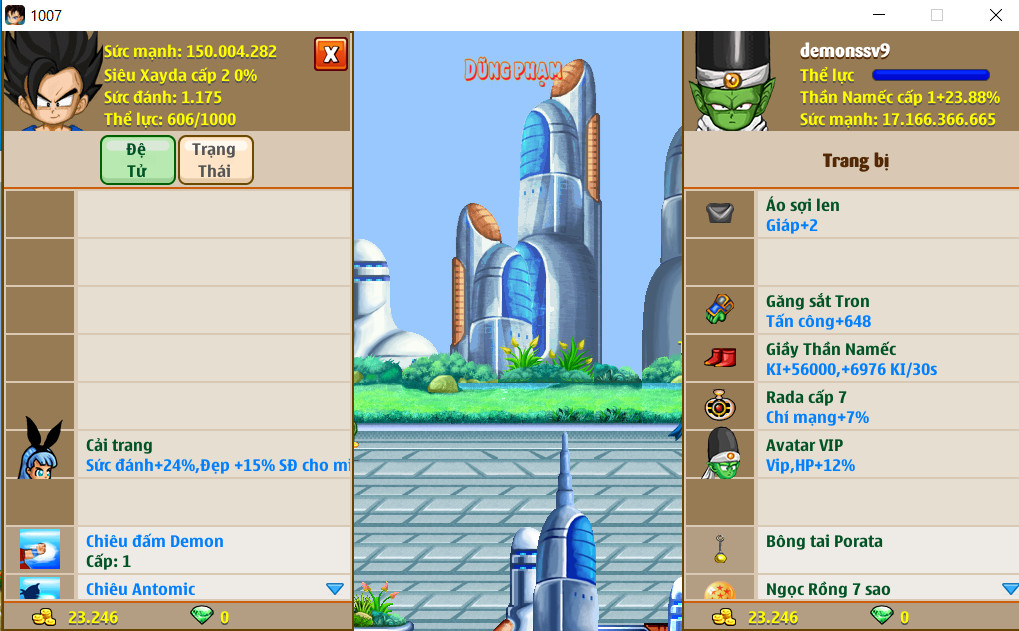 1007
Sức mạnh: 150.004.282
Siêu Xayda cấp 2 0%
Sức đánh: 1.175
Thể lực: 606/1000
X
Đệ
Tử
Trạng
Thái
Cải trang
Sức đánh+24%,Đẹp +15% SĐ cho mì
Chiêu đấm Demon
Cấp: 1
Chiêu Antomic
23.246
0
DŨNG PHẠM
demonssv9
Thể lực
Thần Namếc cấp 1+23.88%
Sức mạnh: 17.166.366.665
Trang bị
Áo sợi len
Giáp+2
Găng sắt Tron
Tấn công+648
Giầy Thần Namếc
KI+56000,+6976 KI/30s
Rada cấp 7
Chí mạng+7%
Avatar VIP
Vip,HP+12%
Bông tai Porata
Ngọc Rồng 7 sao
23.246
0